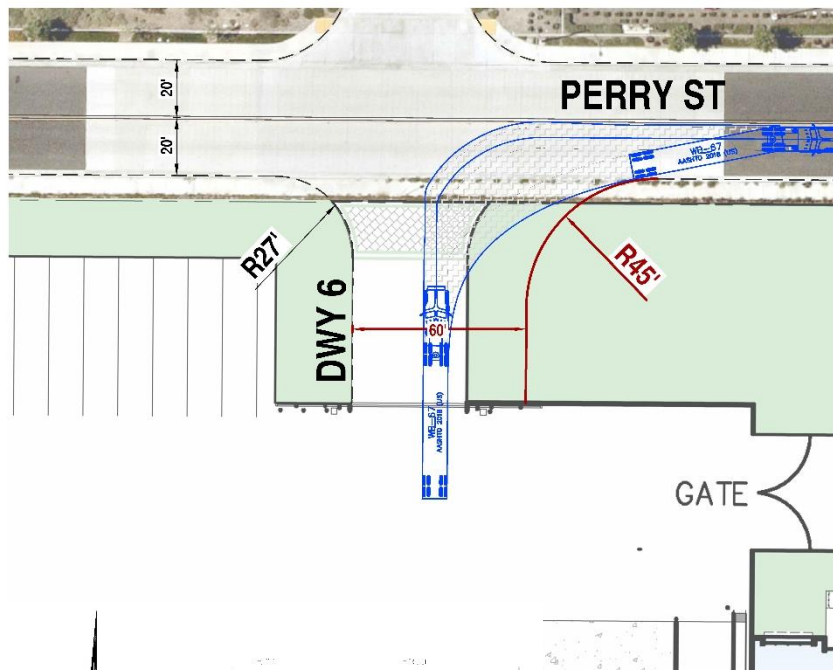 20'
PERRY ST
20'
WB-67
AASHTO 2018 (US)
R27'
R45'
DWY 6
60'
WB-67
AASHTO 2018 (US)
GATE